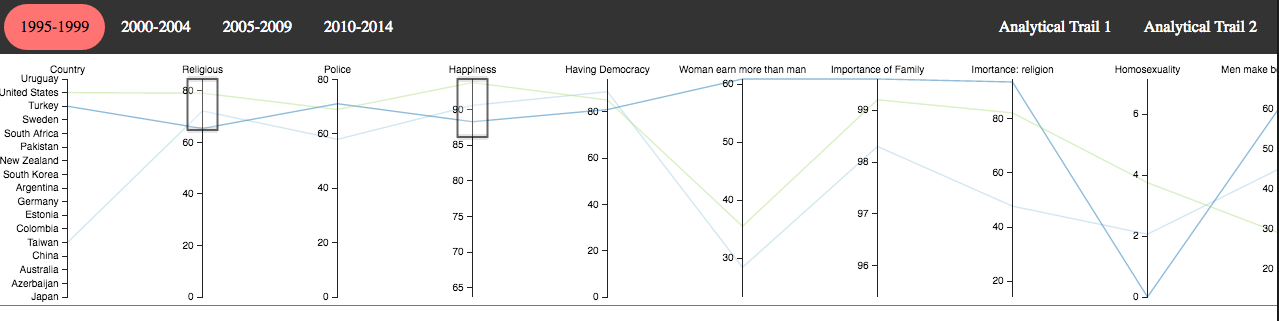 1995-1999 2000-2004 2005-2009 2010-2014 Analytical Trail 1 Analytical Trail 2
Country Religious Police Happiness Having Democracy Woman earn more than man Importance of Family Imortance: religion Homosexuality Men make b
Uruguay
United States
Turkey
Sweden
South Africa
Pakistan
New Zealand
South Korea
Argentina
Germany
Estonia
Colombia
Taiwan
China
Australia
Azerbaijan
Japan
80
60
40
20
0
80
60
40
20
0
90
85
80
75
70
65
80
60
40
20
0
60
50
40
30
99
98
97
96
80
60
40
20
6
4
2
0
60
50
40
30
20